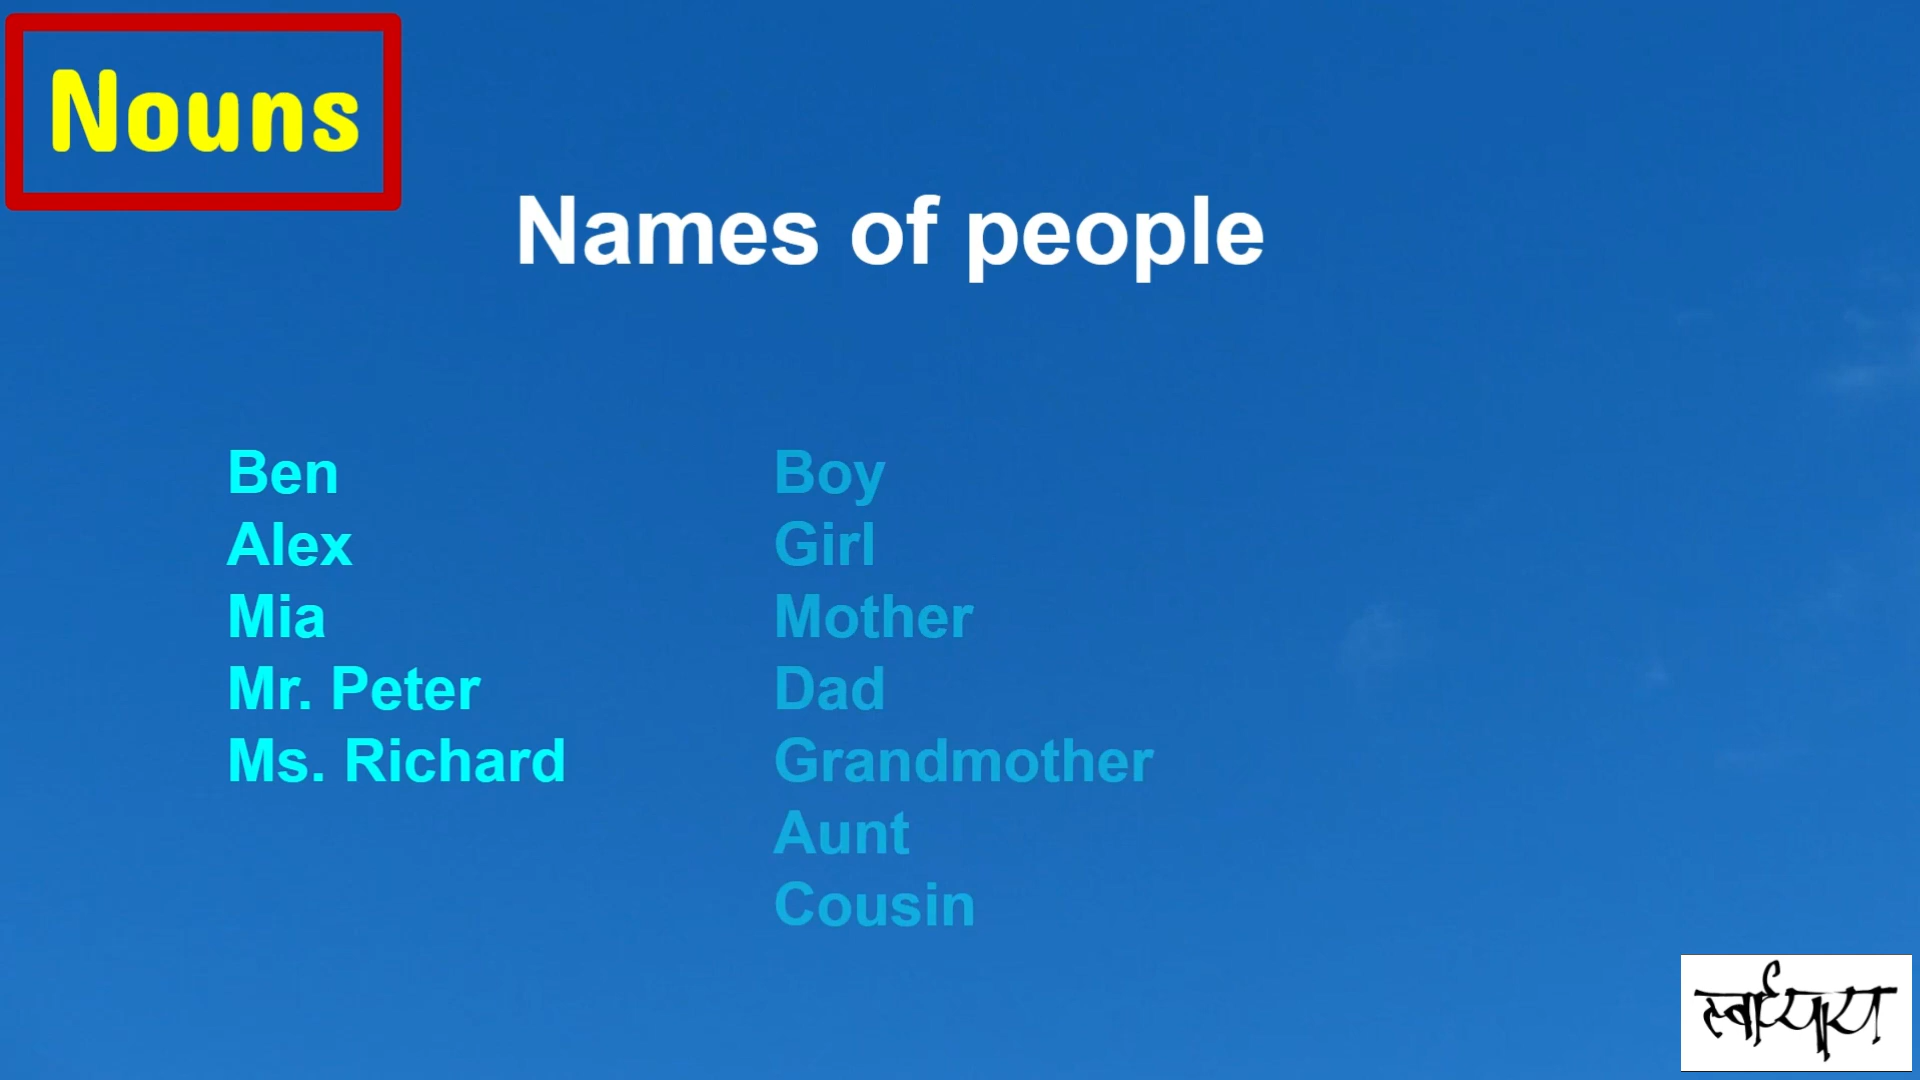 Nouns
Names of people
Ben
Alex
Mia
Mr. Peter
Ms. Richard
Boy
Girl
Mother
Dad
Grandmother
Aunt
Cousin
स्वाध्याय